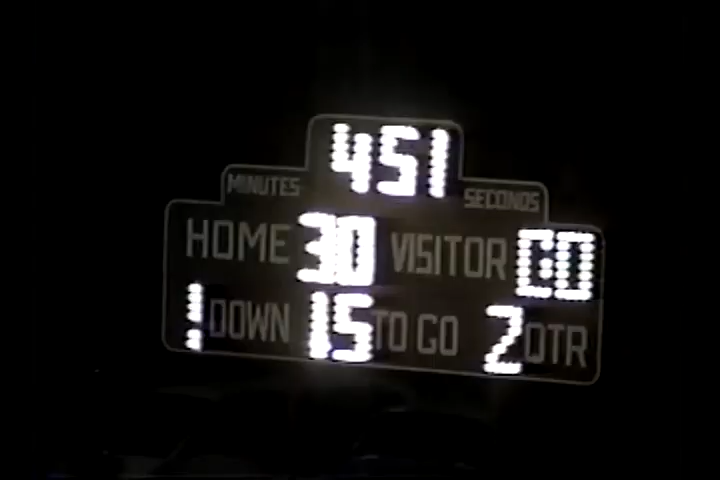 451
MINUTES SECONDS
HOME 30 VISITOR
1 DOWN 15 TO GO 2 QTR